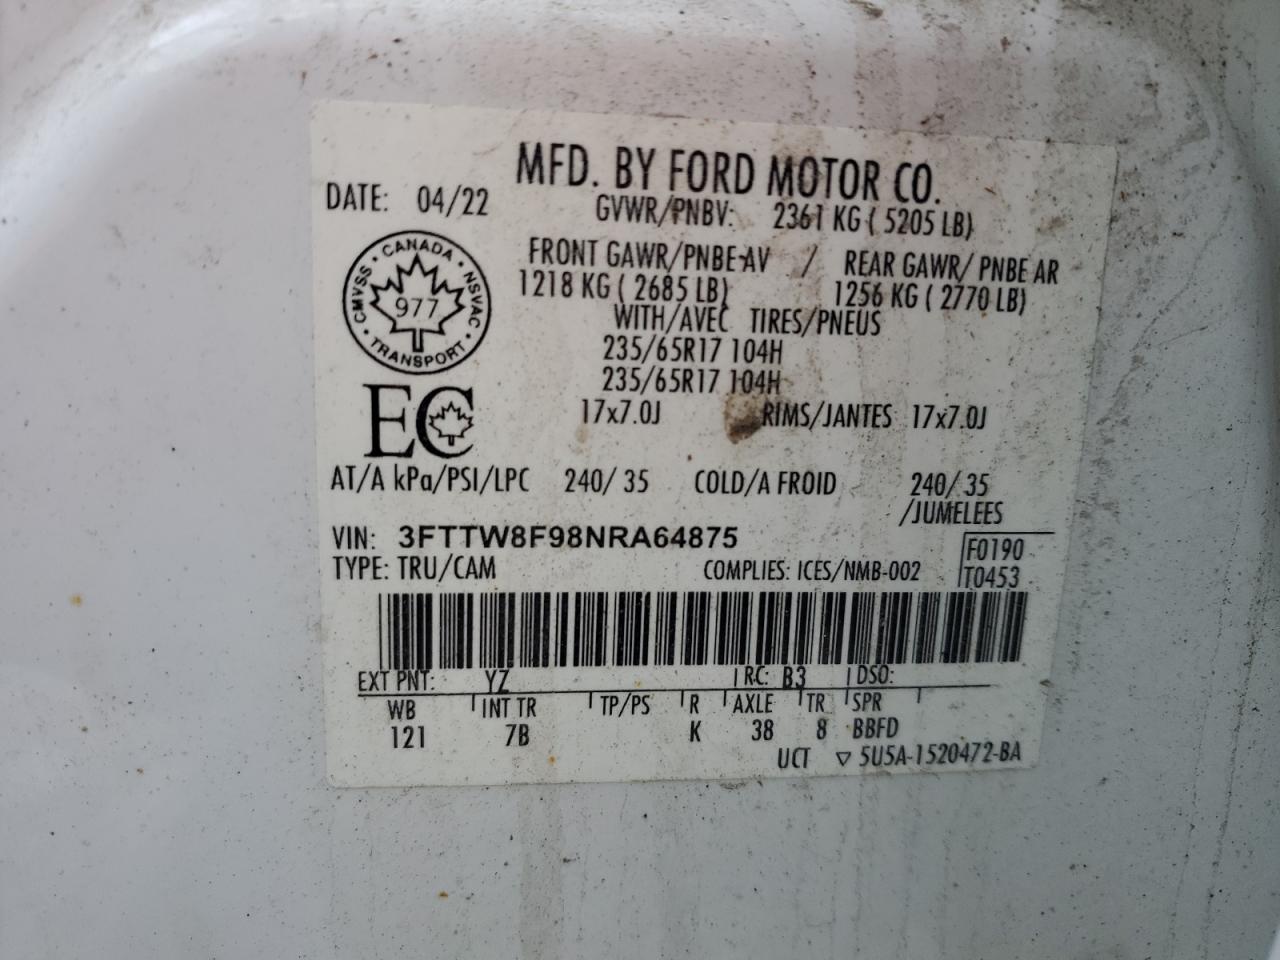 MFD. BY FORD MOTOR CO.
DATE: 04/22 GVWR/PNBV: 2361 KG ( 5205 LB)
FRONT GAWR/PNBE-AV / REAR GAWR/ PNBE AR
1218 KG ( 2685 LB) 1256 KG ( 2770 LB)
WITH/AVEC TIRES/PNEUS
235/65R17 104H
235/65R17 104H
17x7.0J RIMS/JANTES 17x7.0J
CMVSS · CANADA · NSVAC · TRANSPORT ·
977
EC
AT/A kPa/PSI/LPC 240/ 35 COLD/A FROID 240/ 35
/JUMELEES
VIN: 3FTTW8F98NRA64875 F0190
TYPE: TRU/CAM COMPLIES: ICES/NMB-002 T0453
EXT PNT: YZ RC: B3 DSO:
WB INT TR TP/PS R AXLE TR SPR
121 7B K 38 8 BBFD
UCT ▽ 5U5A-1520472-BA